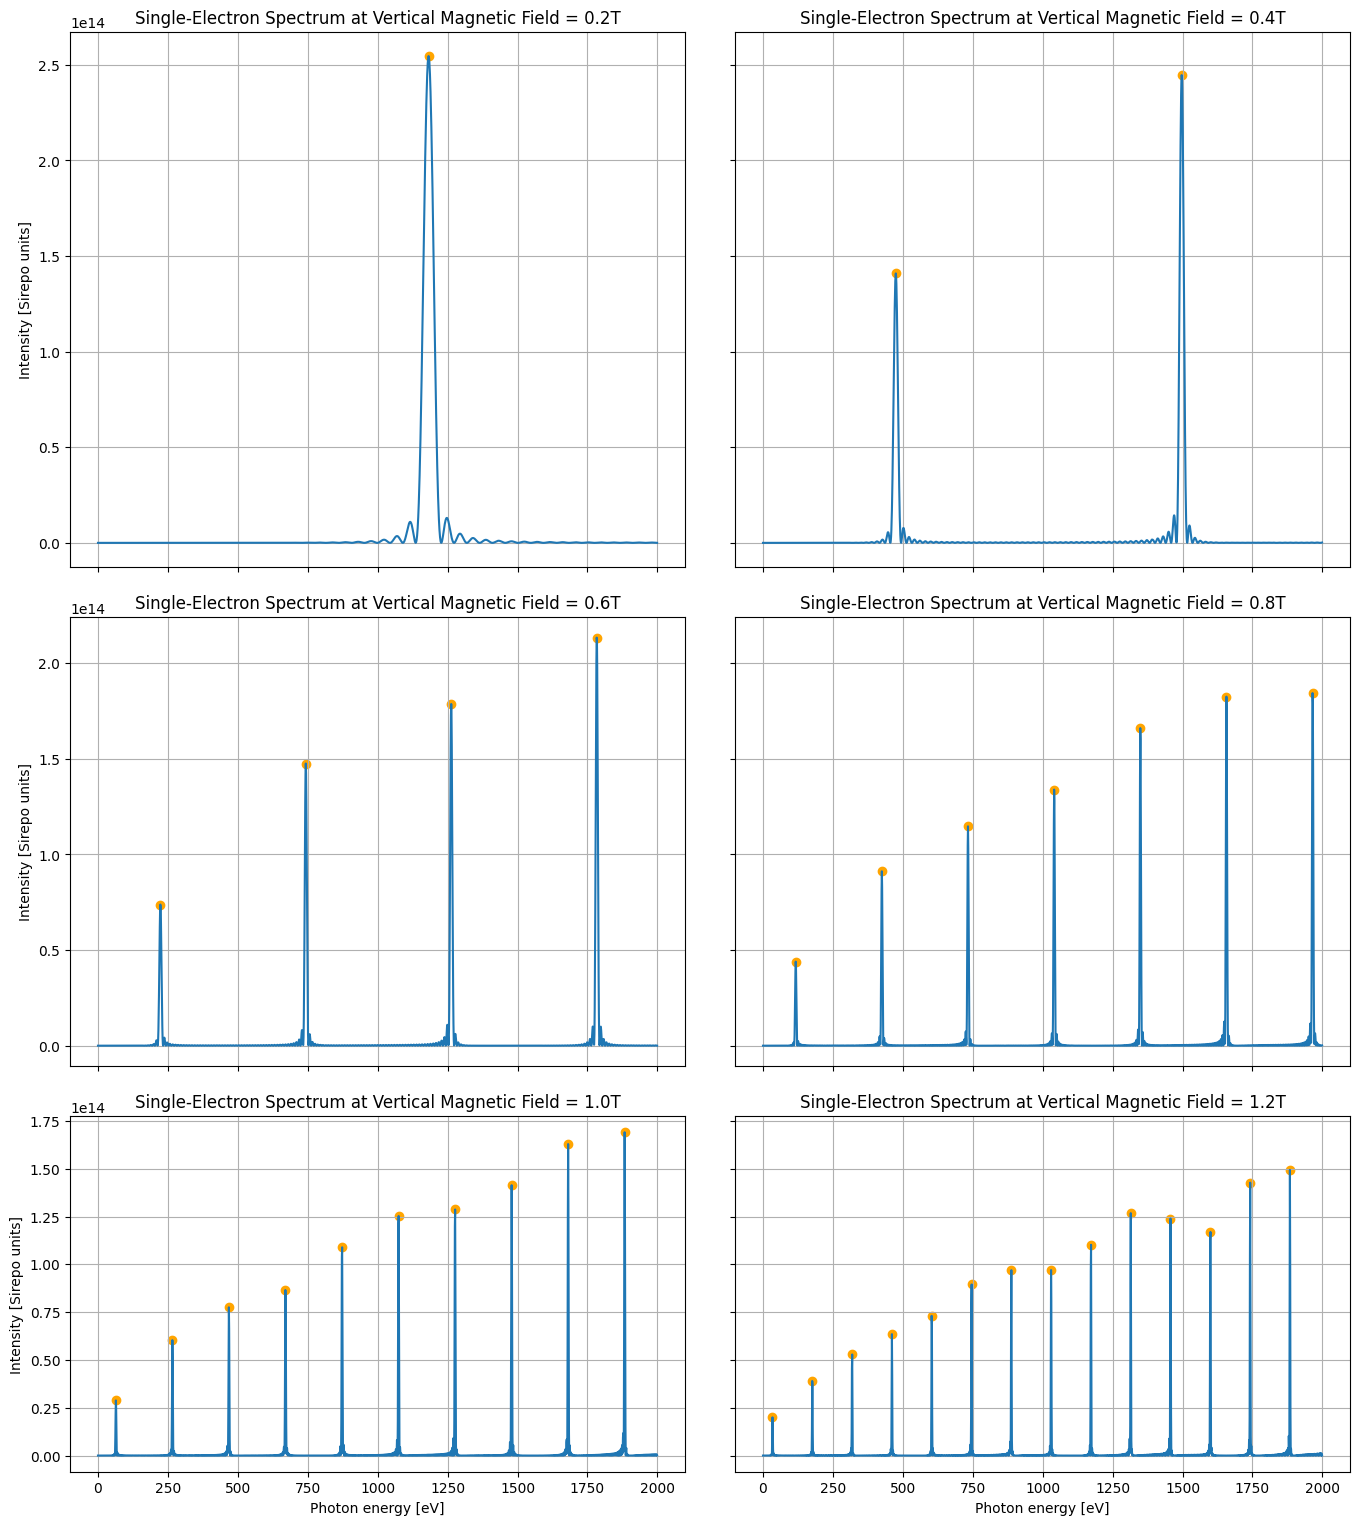 Single-Electron Spectrum at Vertical Magnetic Field = 0.2T
1e14
2.5
2.0
1.5
1.0
0.5
0.0
Intensity [Sirepo units]
Single-Electron Spectrum at Vertical Magnetic Field = 0.4T
Single-Electron Spectrum at Vertical Magnetic Field = 0.6T
1e14
2.0
1.5
1.0
0.5
0.0
Intensity [Sirepo units]
Single-Electron Spectrum at Vertical Magnetic Field = 0.8T
Single-Electron Spectrum at Vertical Magnetic Field = 1.0T
1e14
1.75
1.50
1.25
1.00
0.75
0.50
0.25
0.00
Intensity [Sirepo units]
0 250 500 750 1000 1250 1500 1750 2000
Photon energy [eV]
Single-Electron Spectrum at Vertical Magnetic Field = 1.2T
0 250 500 750 1000 1250 1500 1750 2000
Photon energy [eV]